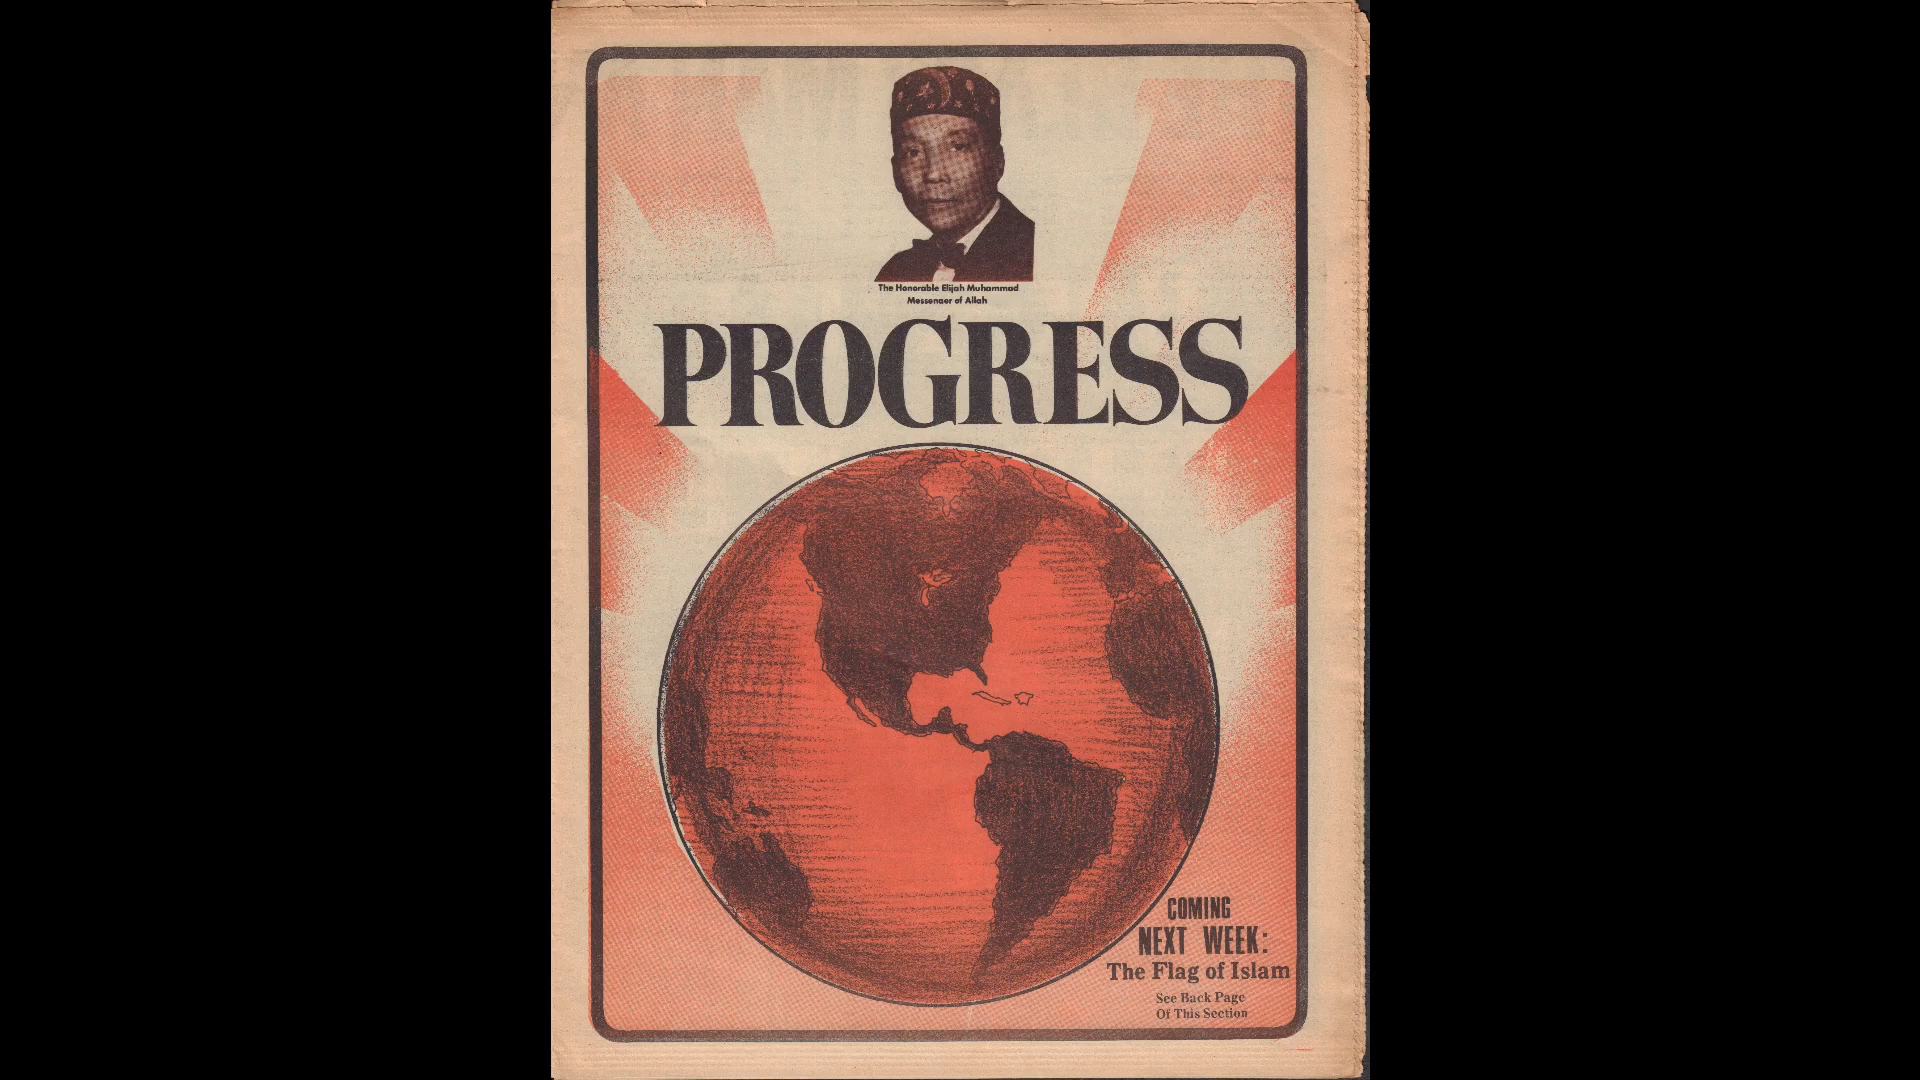 The Honorable Elijah Muhammad
Messenger of Allah
PROGRESS
COMING
NEXT WEEK:
The Flag of Islam
See Back Page
Of This Section